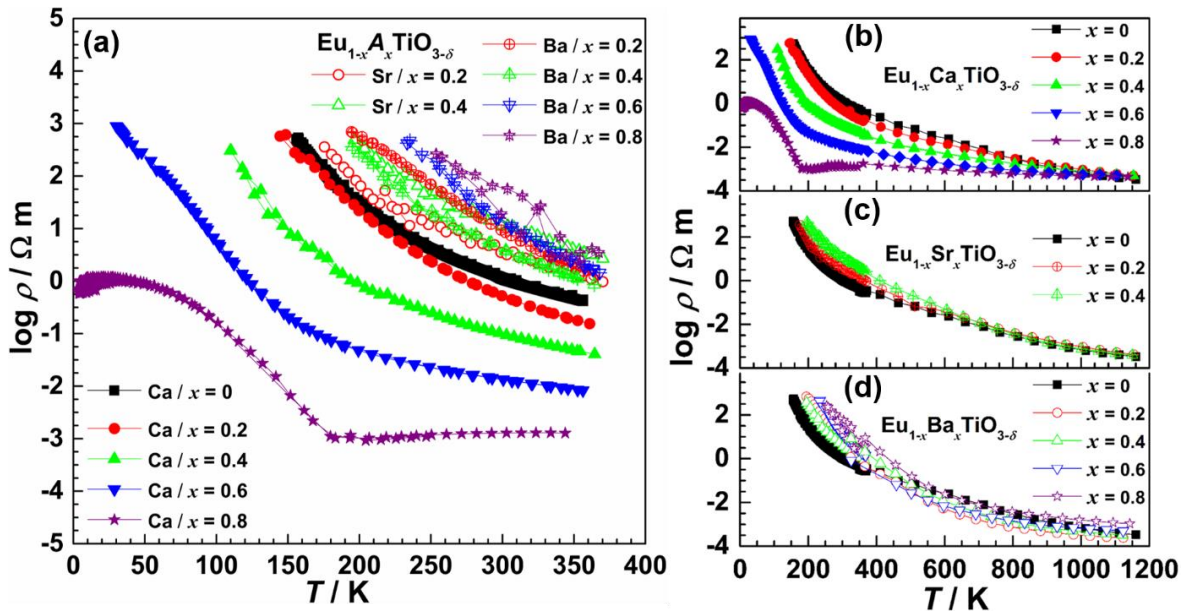 (a)
Eu1-xAxTiO3-δ
Sr / x = 0.2
Sr / x = 0.4
Ba / x = 0.2
Ba / x = 0.4
Ba / x = 0.6
Ba / x = 0.8
Ca / x = 0
Ca / x = 0.2
Ca / x = 0.4
Ca / x = 0.6
Ca / x = 0.8
log ρ / Ω m
5
4
3
2
1
0
-1
-2
-3
-4
-5
0 50 100 150 200 250 300 350 400
T / K
(b)
Eu1-xCaxTiO3-δ
x = 0
x = 0.2
x = 0.4
x = 0.6
x = 0.8
2
0
-2
-4
(c)
Eu1-xSrxTiO3-δ
x = 0
x = 0.2
x = 0.4
log ρ / Ω m
2
0
-2
-4
(d)
Eu1-xBaxTiO3-δ
x = 0
x = 0.2
x = 0.4
x = 0.6
x = 0.8
2
0
-2
-4
0 200 400 600 800 1000 1200
T / K